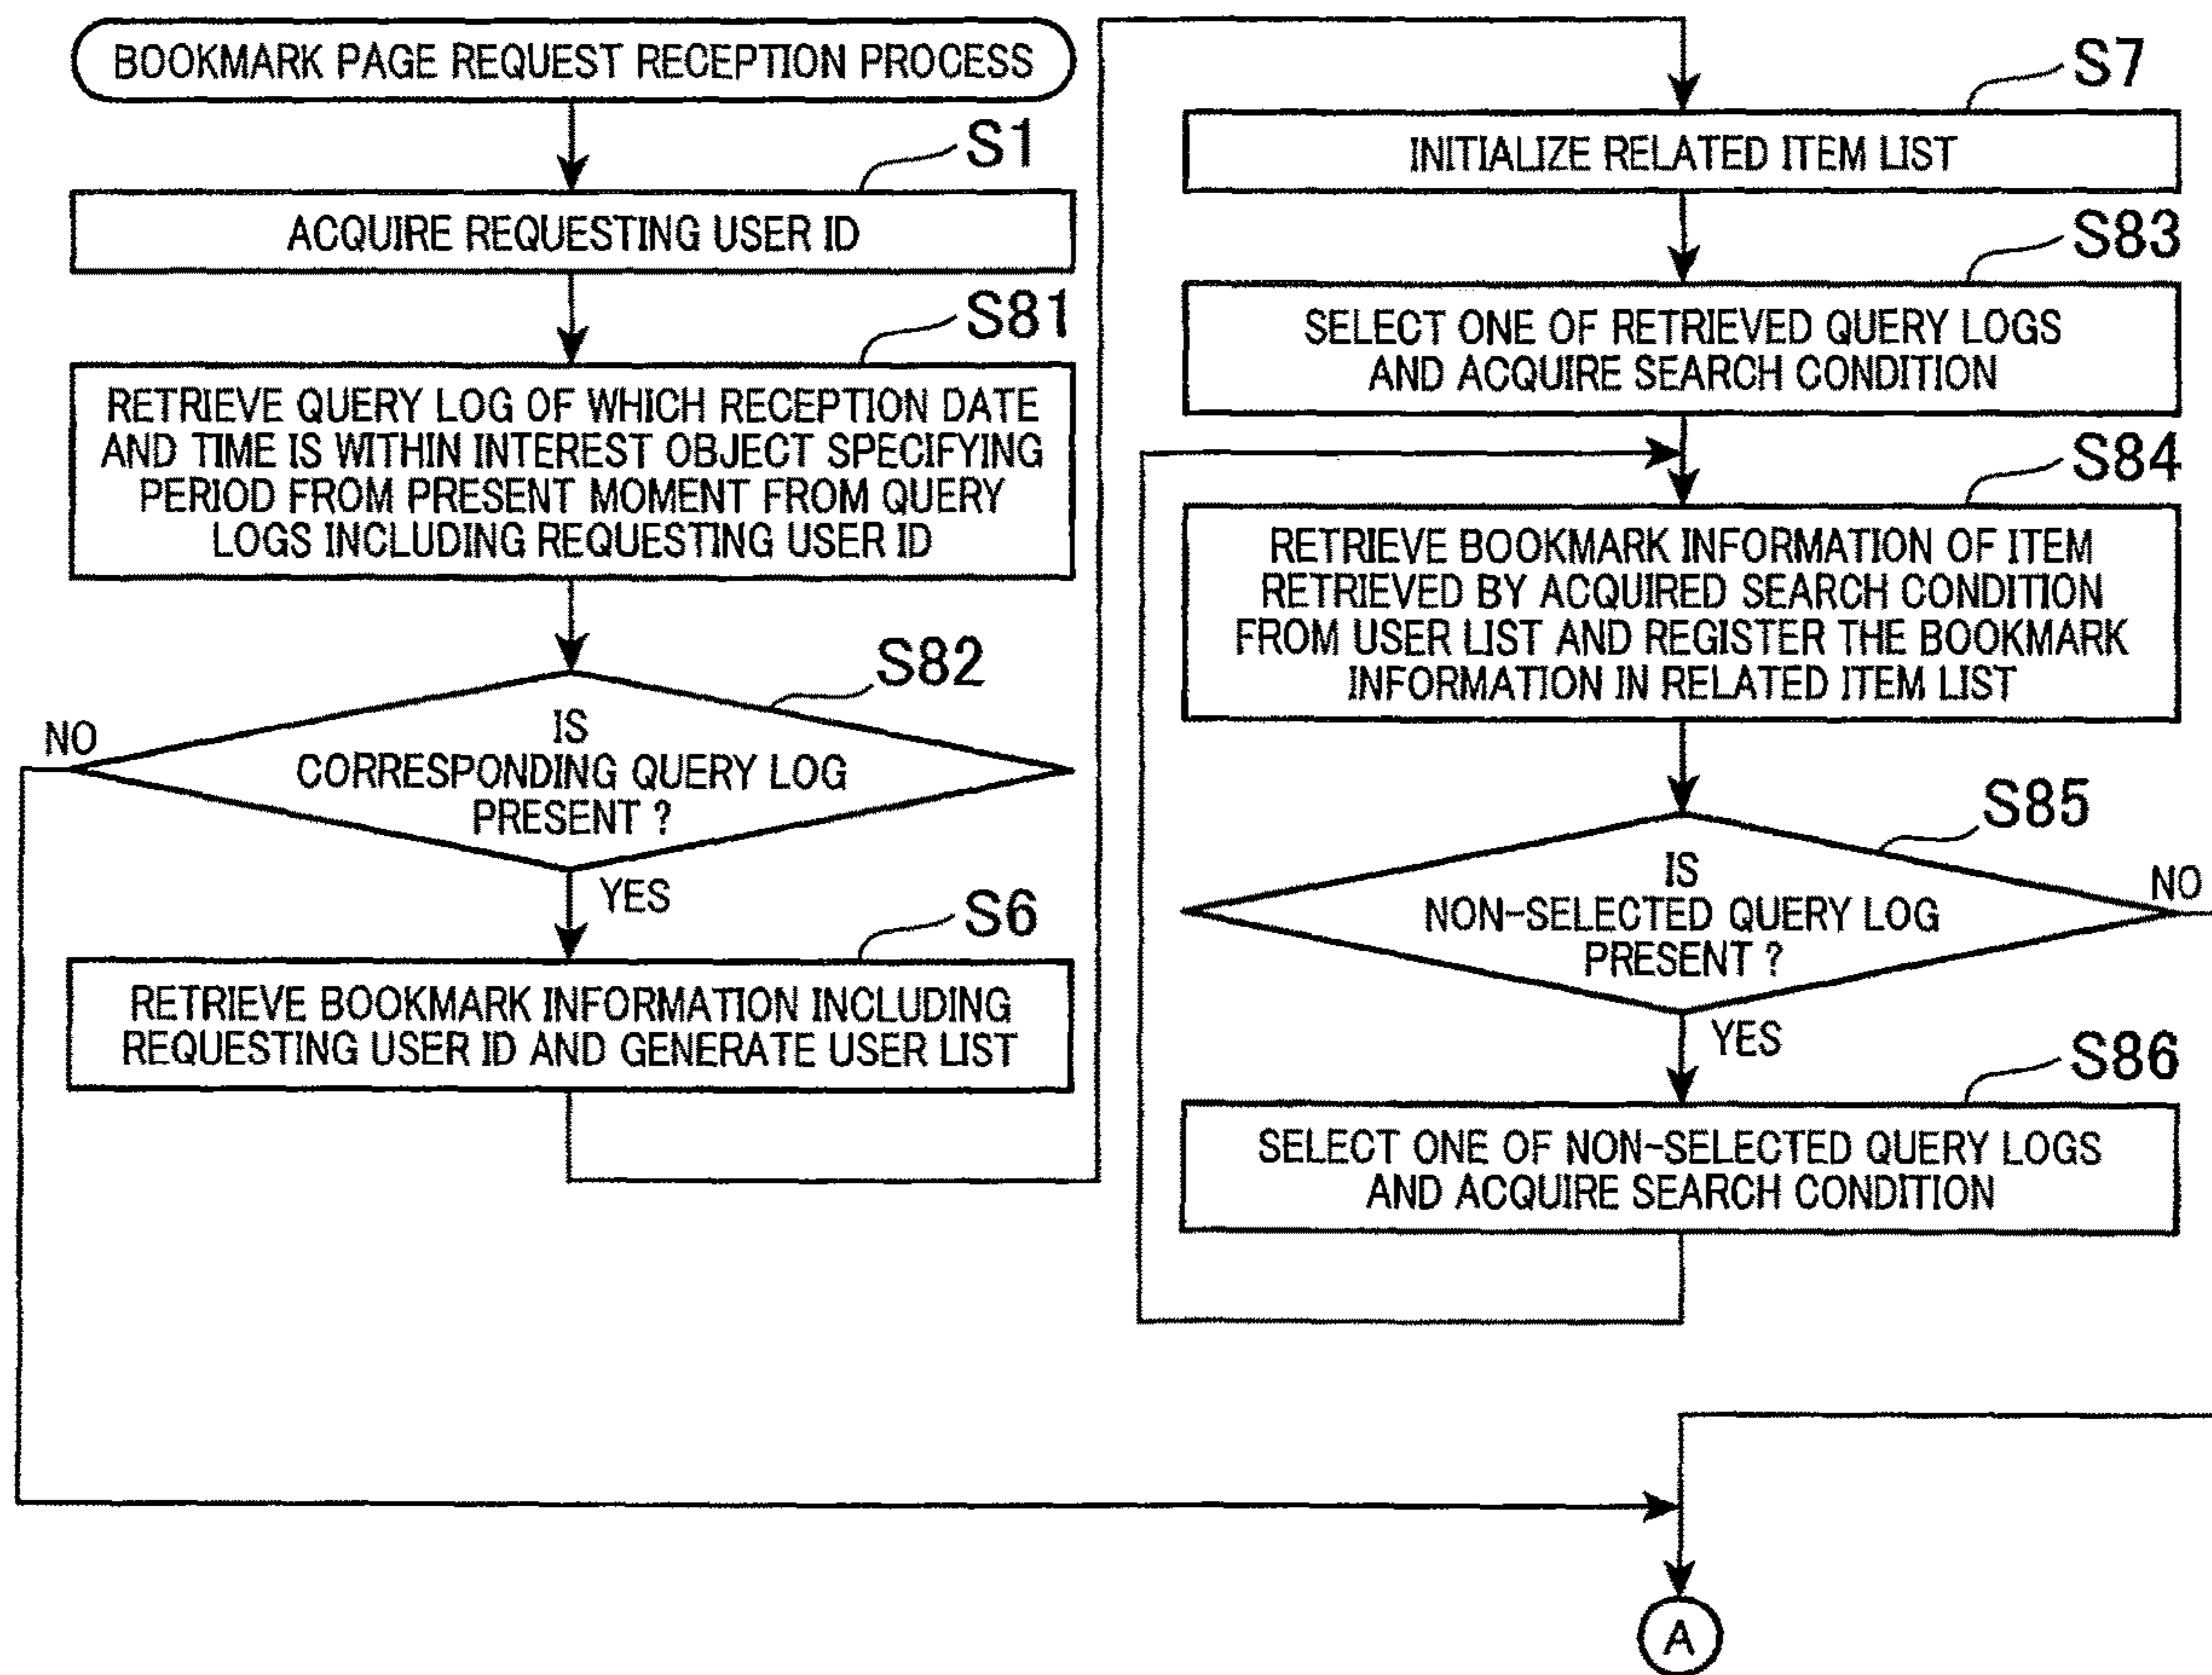 BOOKMARK PAGE REQUEST RECEPTION PROCESS
S1
ACQUIRE REQUESTING USER ID
S81
RETRIEVE QUERY LOG OF WHICH RECEPTION DATE
AND TIME IS WITHIN INTEREST OBJECT SPECIFYING
PERIOD FROM PRESENT MOMENT FROM QUERY
LOGS INCLUDING REQUESTING USER ID
S82
NO
IS
CORRESPONDING QUERY LOG
PRESENT ?
YES
S6
RETRIEVE BOOKMARK INFORMATION INCLUDING
REQUESTING USER ID AND GENERATE USER LIST
S7
INITIALIZE RELATED ITEM LIST
S83
SELECT ONE OF RETRIEVED QUERY LOGS
AND ACQUIRE SEARCH CONDITION
S84
RETRIEVE BOOKMARK INFORMATION OF ITEM
RETRIEVED BY ACQUIRED SEARCH CONDITION
FROM USER LIST AND REGISTER THE BOOKMARK
INFORMATION IN RELATED ITEM LIST
S85
IS
NON-SELECTED QUERY LOG
PRESENT ?
NO
YES
S86
SELECT ONE OF NON-SELECTED QUERY LOGS
AND ACQUIRE SEARCH CONDITION
A